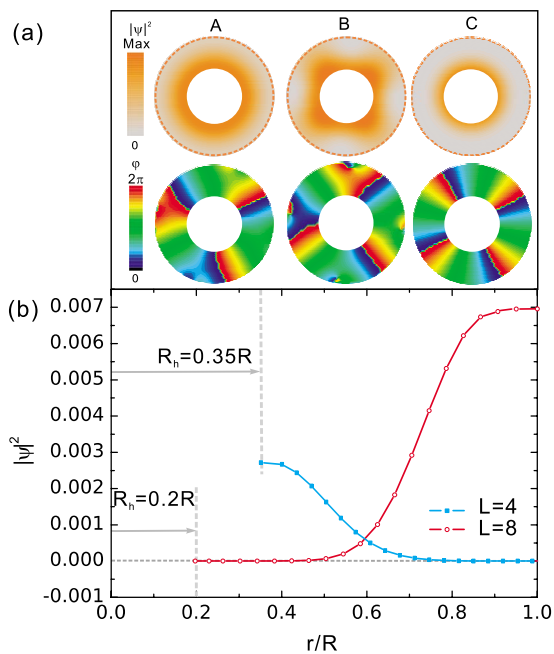 (a)
|ψ|²
Max
0
A B C
φ
2π
0
(b)
0.007
0.006
0.005
0.004
0.003
0.002
0.001
0.000
-0.001
|ψ|²
Rh=0.35R
Rh=0.2R
L=4
L=8
0.0 0.2 0.4 0.6 0.8 1.0
r/R